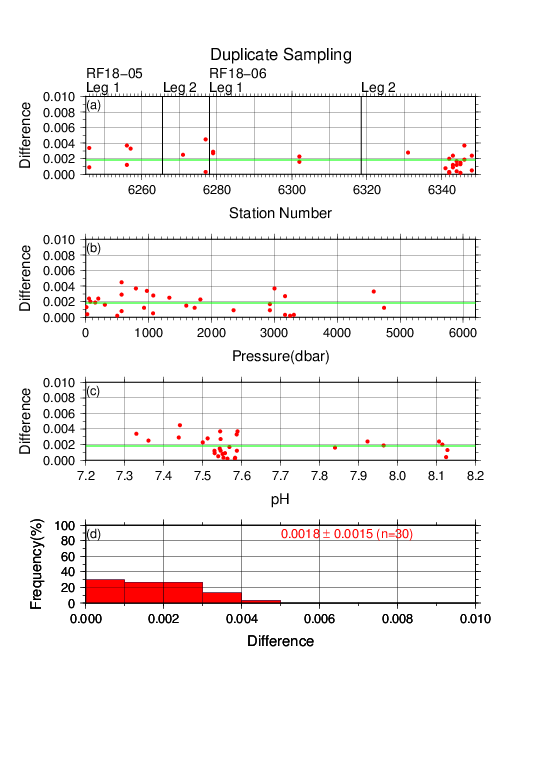 Duplicate Sampling
RF18−05 RF18−06
Leg 1 Leg 2 Leg 1 Leg 2
(a)
0.010
0.008
0.006
0.004
0.002
0.000
Difference
6260 6280 6300 6320 6340
Station Number
(b)
0.010
0.008
0.006
0.004
0.002
0.000
Difference
0 1000 2000 3000 4000 5000 6000
Pressure(dbar)
(c)
0.010
0.008
0.006
0.004
0.002
0.000
Difference
7.2 7.3 7.4 7.5 7.6 7.7 7.8 7.9 8.0 8.1 8.2
pH
(d)
0.0018 ± 0.0015 (n=30)
100
80
60
40
20
0
Frequency(%)
0.000 0.002 0.004 0.006 0.008 0.010
Difference